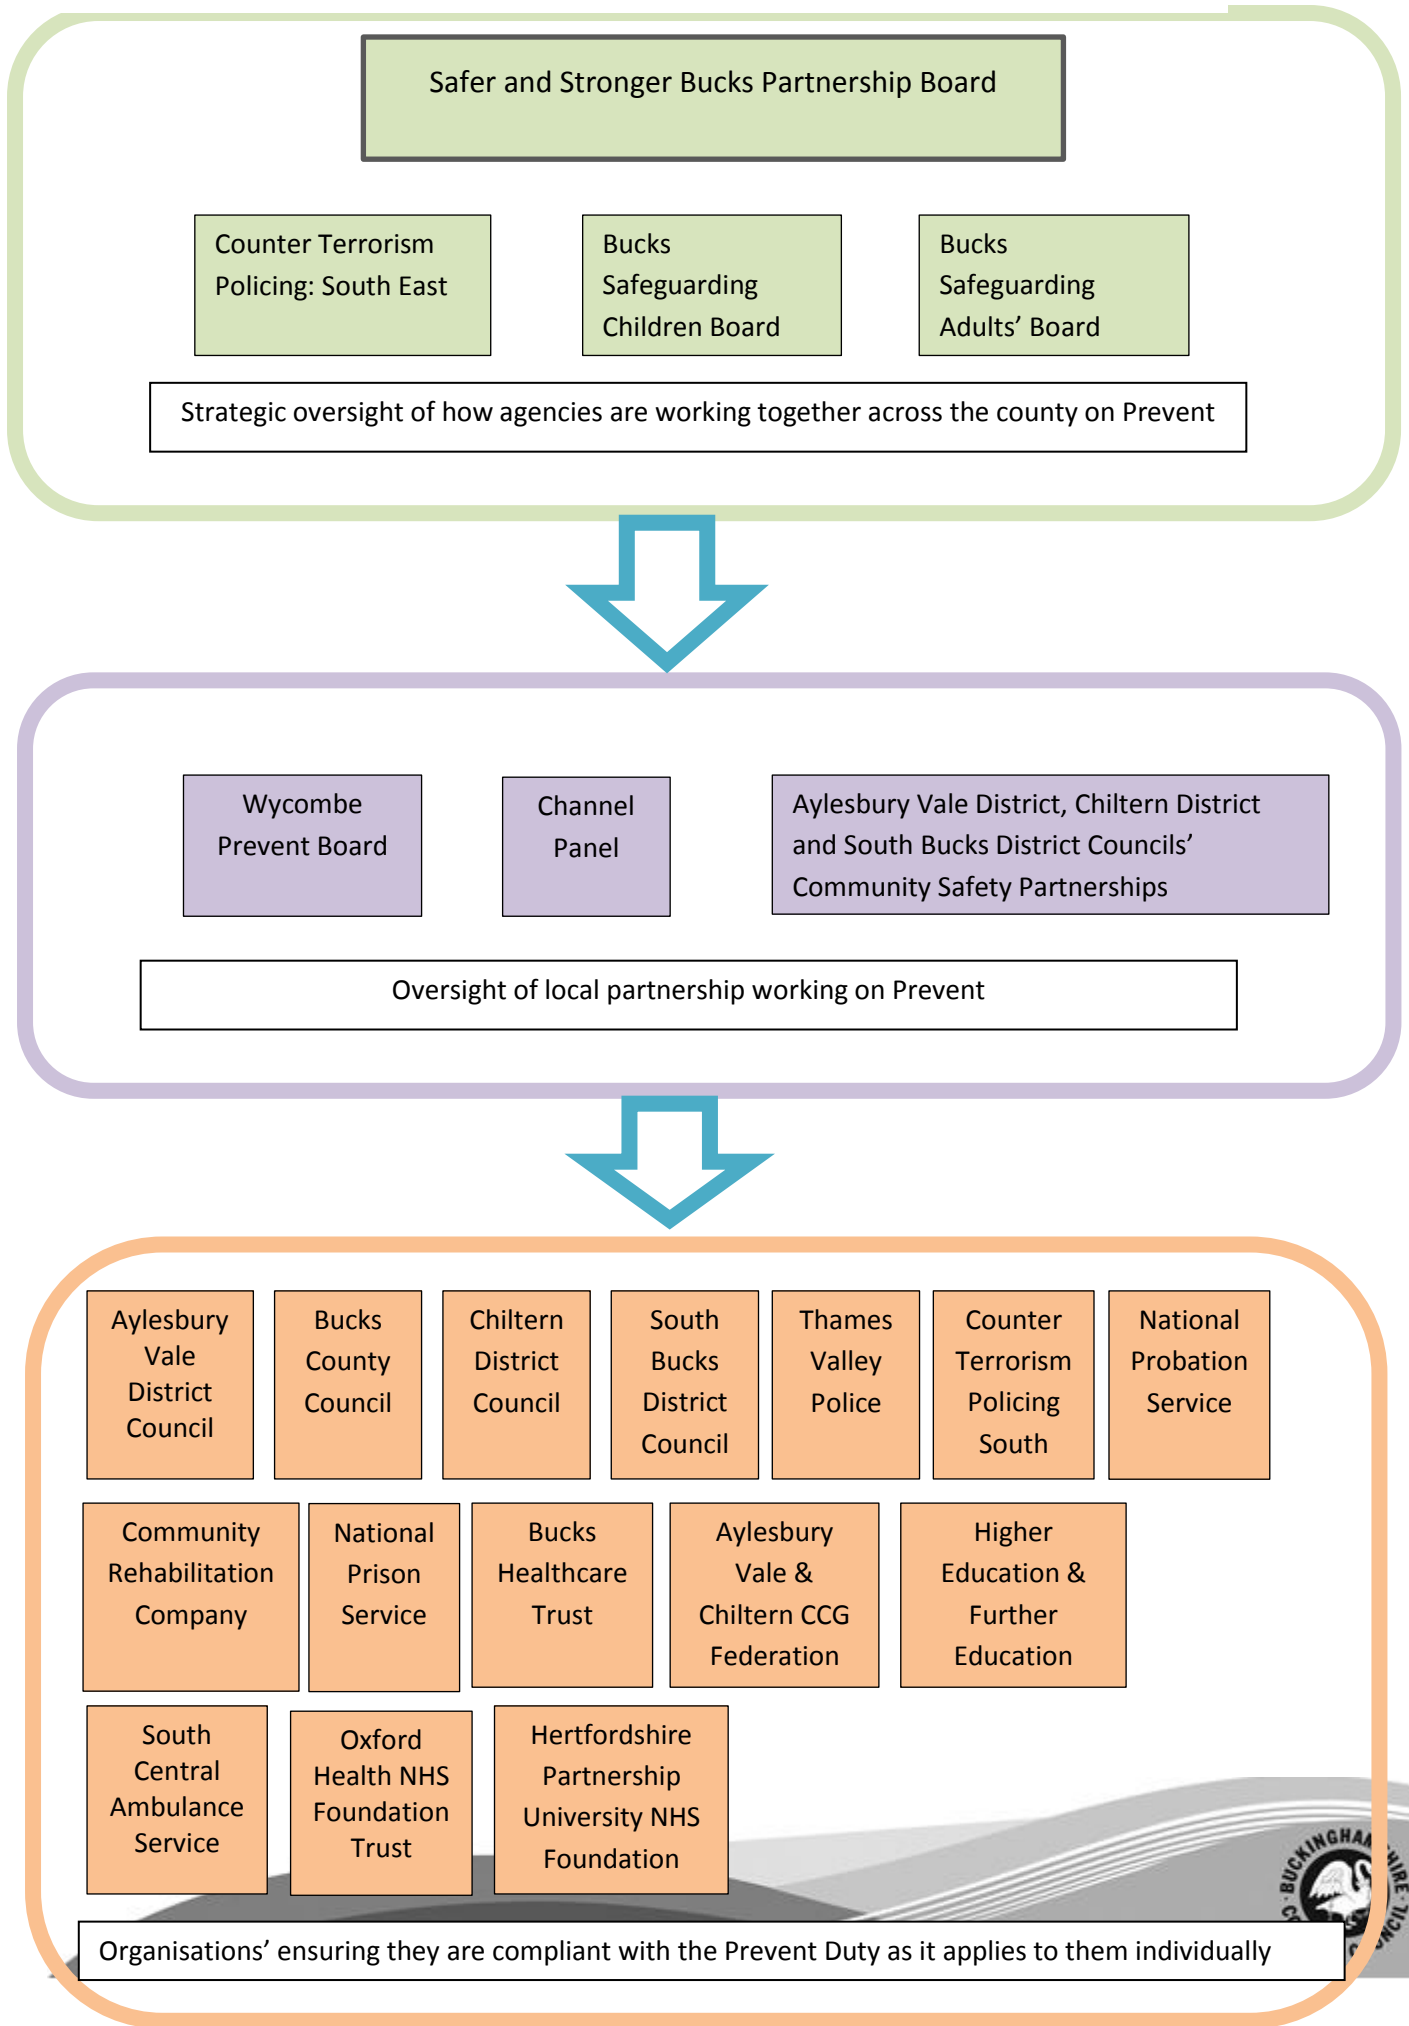 Safer and Stronger Bucks Partnership Board
Counter Terrorism
Policing: South East
Bucks
Safeguarding
Children Board
Bucks
Safeguarding
Adults’ Board
Strategic oversight of how agencies are working together across the county on Prevent
Wycombe
Prevent Board
Channel
Panel
Aylesbury Vale District, Chiltern District
and South Bucks District Councils’
Community Safety Partnerships
Oversight of local partnership working on Prevent
Aylesbury
Vale
District
Council
Bucks
County
Council
Chiltern
District
Council
South
Bucks
District
Council
Thames
Valley
Police
Counter
Terrorism
Policing
South
National
Probation
Service
Community
Rehabilitation
Company
National
Prison
Service
Bucks
Healthcare
Trust
Aylesbury
Vale &
Chiltern CCG
Federation
Higher
Education &
Further
Education
South
Central
Ambulance
Service
Oxford
Health NHS
Foundation
Trust
Hertfordshire
Partnership
University NHS
Foundation
Organisations’ ensuring they are compliant with the Prevent Duty as it applies to them individually